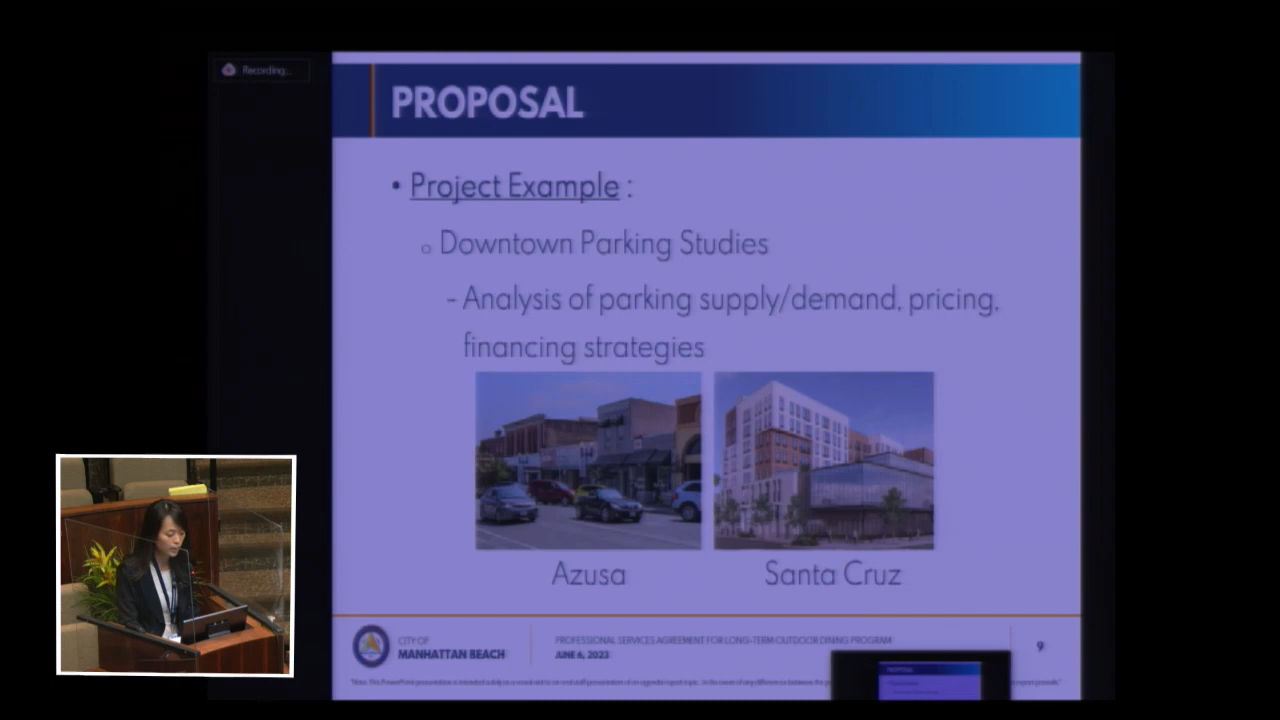 Recording...
PROPOSAL
• Project Example :
o Downtown Parking Studies
- Analysis of parking supply/demand, pricing,
financing strategies
Azusa
Santa Cruz
CITY OF
MANHATTAN BEACH
PROFESSIONAL SERVICES AGREEMENT FOR LONG-TERM OUTDOOR DINING PROGRAM
JUNE 6, 2023
9
PROPOSAL